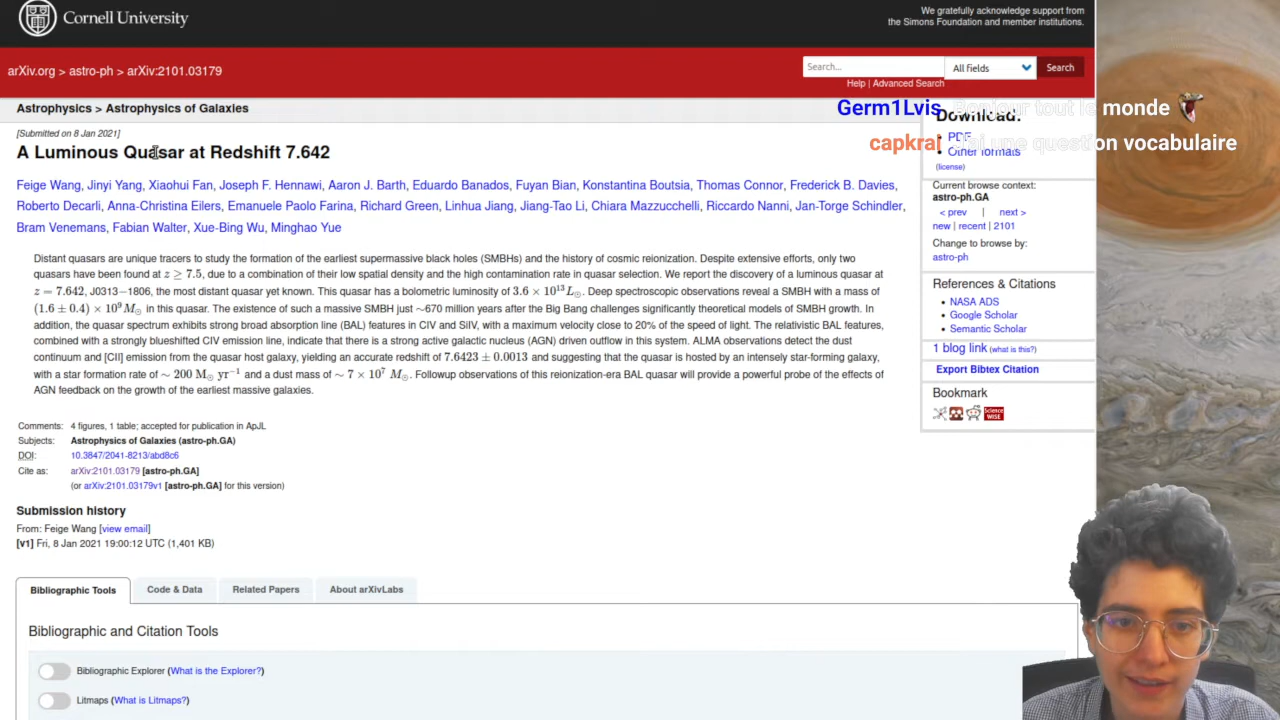 Cornell University
We gratefully acknowledge support from
the Simons Foundation and member institutions.
arXiv.org > astro-ph > arXiv:2101.03179
Search...
All fields
Search
Help | Advanced Search
Astrophysics > Astrophysics of Galaxies
[Submitted on 8 Jan 2021]
A Luminous Quasar at Redshift 7.642
Feige Wang, Jinyi Yang, Xiaohui Fan, Joseph F. Hennawi, Aaron J. Barth, Eduardo Banados, Fuyan Bian, Konstantina Boutsia, Thomas Connor, Frederick B. Davies,
Roberto Decarli, Anna-Christina Eilers, Emanuele Paolo Farina, Richard Green, Linhua Jiang, Jiang-Tao Li, Chiara Mazzucchelli, Riccardo Nanni, Jan-Torge Schindler,
Bram Venemans, Fabian Walter, Xue-Bing Wu, Minghao Yue
Distant quasars are unique tracers to study the formation of the earliest supermassive black holes (SMBHs) and the history of cosmic reionization. Despite extensive efforts, only two
quasars have been found at z ≥ 7.5, due to a combination of their low spatial density and the high contamination rate in quasar selection. We report the discovery of a luminous quasar at
z = 7.642, J0313−1806, the most distant quasar yet known. This quasar has a bolometric luminosity of 3.6 × 10¹³L⊙. Deep spectroscopic observations reveal a SMBH with a mass of
(1.6 ± 0.4) × 10⁹M⊙ in this quasar. The existence of such a massive SMBH just ∼670 million years after the Big Bang challenges significantly theoretical models of SMBH growth. In
addition, the quasar spectrum exhibits strong broad absorption line (BAL) features in CIV and SiIV, with a maximum velocity close to 20% of the speed of light. The relativistic BAL features,
combined with a strongly blueshifted CIV emission line, indicate that there is a strong active galactic nucleus (AGN) driven outflow in this system. ALMA observations detect the dust
continuum and [CII] emission from the quasar host galaxy, yielding an accurate redshift of 7.6423 ± 0.0013 and suggesting that the quasar is hosted by an intensely star-forming galaxy,
with a star formation rate of ∼ 200 M⊙ yr⁻¹ and a dust mass of ∼ 7 × 10⁷ M⊙. Followup observations of this reionization-era BAL quasar will provide a powerful probe of the effects of
AGN feedback on the growth of the earliest massive galaxies.
Comments: 4 figures, 1 table; accepted for publication in ApJL
Subjects: Astrophysics of Galaxies (astro-ph.GA)
DOI: 10.3847/2041-8213/abd8c6
Cite as: arXiv:2101.03179 [astro-ph.GA]
(or arXiv:2101.03179v1 [astro-ph.GA] for this version)
Submission history
From: Feige Wang [view email]
[v1] Fri, 8 Jan 2021 19:00:12 UTC (1,401 KB)
Bibliographic Tools
Code & Data
Related Papers
About arXivLabs
Bibliographic and Citation Tools
Bibliographic Explorer (What is the Explorer?)
Litmaps (What is Litmaps?)
Germ1Lvis Bonjour tout le monde
capkral J'ai une question vocabulaire
Download:
PDF
Other formats
(license)
Current browse context:
astro-ph.GA
< prev | next >
new | recent | 2101
Change to browse by:
astro-ph
References & Citations
NASA ADS
Google Scholar
Semantic Scholar
1 blog link (what is this?)
Export Bibtex Citation
Bookmark
Science
WISE